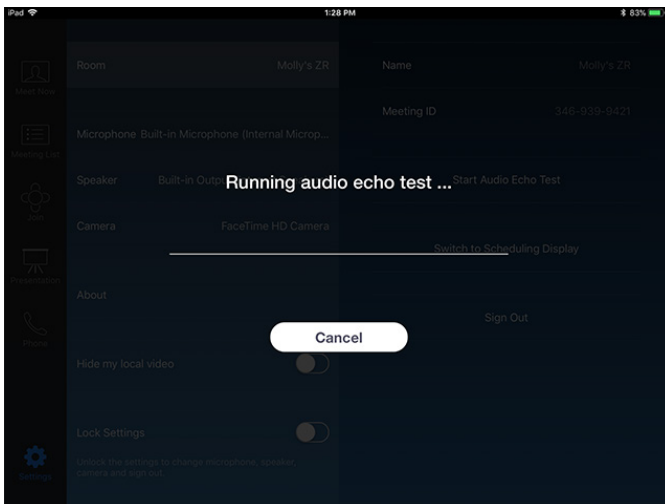 iPad 1:28 PM 83%
Meet Now
Meeting List
Join
Presentation
Phone
Settings
Room Molly's ZR
Microphone Built-in Microphone (Internal Microp...
Speaker Built-in Outp
Camera FaceTime HD Camera
About
Hide my local video
Lock Settings
Unlock the settings to change microphone, speaker,
camera and sign out.
Name Molly's ZR
Meeting ID 346-939-9421
Start Audio Echo Test
Switch to Scheduling Display
Sign Out
Running audio echo test ...
Cancel